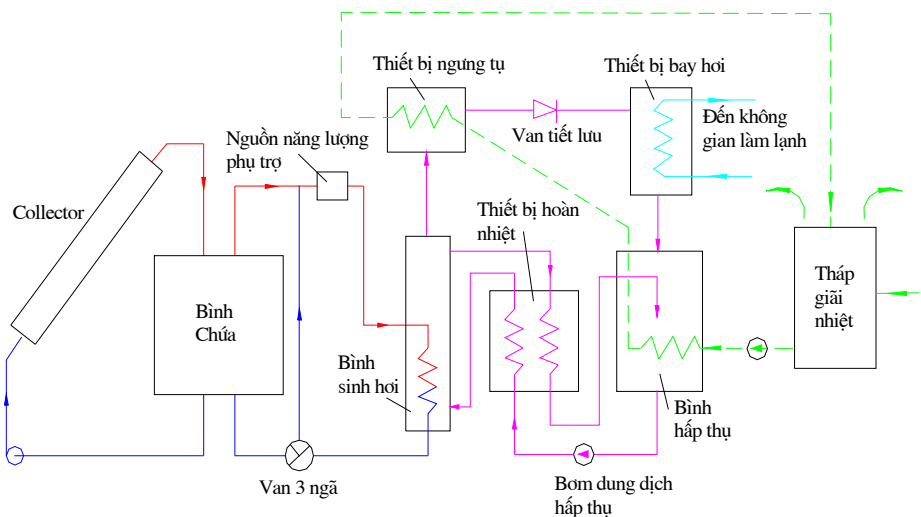 Thiết bị ngưng tụ
Thiết bị bay hơi
Van tiết lưu
Đến không
gian làm lạnh
Nguồn năng lượng
phụ trợ
Collector
Thiết bị hoàn
nhiệt
Bình
Chứa
Tháp
giãi
nhiệt
Bình
sinh hơi
Bình
hấp thụ
Van 3 ngã
Bơm dung dịch
hấp thụ